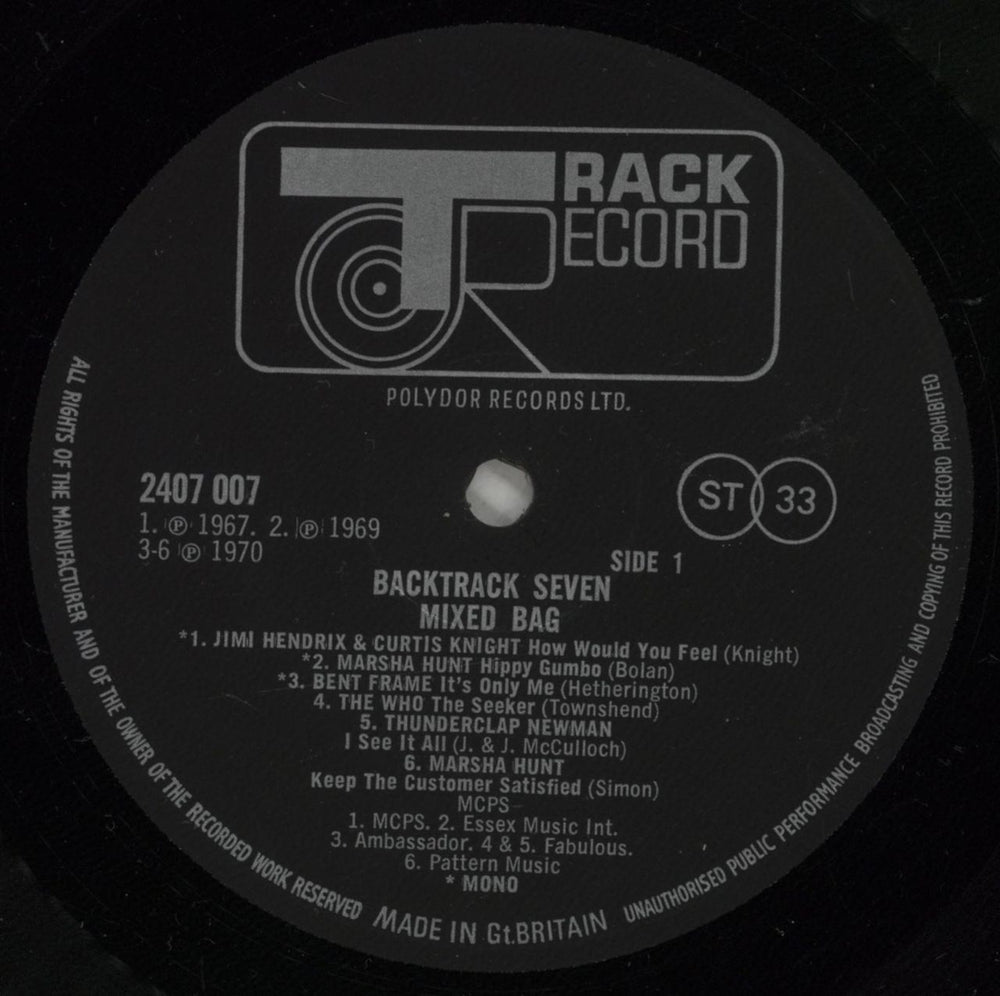 TRACK
RECORD
POLYDOR RECORDS LTD.
2407 007
1. ℗ 1967. 2. ℗ 1969
3-6 ℗ 1970
ST 33
SIDE 1
BACKTRACK SEVEN
MIXED BAG
*1. JIMI HENDRIX & CURTIS KNIGHT How Would You Feel (Knight)
*2. MARSHA HUNT Hippy Gumbo (Bolan)
*3. BENT FRAME It's Only Me (Hetherington)
4. THE WHO The Seeker (Townshend)
5. THUNDERCLAP NEWMAN
I See It All (J. & J. McCulloch)
6. MARSHA HUNT
Keep The Customer Satisfied (Simon)
MCPS
1. MCPS. 2. Essex Music Int.
3. Ambassador. 4 & 5. Fabulous.
6. Pattern Music
* MONO
ALL RIGHTS OF THE MANUFACTURER AND OF THE OWNER OF THE RECORDED WORK RESERVED
MADE IN Gt.BRITAIN
UNAUTHORISED PUBLIC PERFORMANCE BROADCASTING AND COPYING OF THIS RECORD PROHIBITED